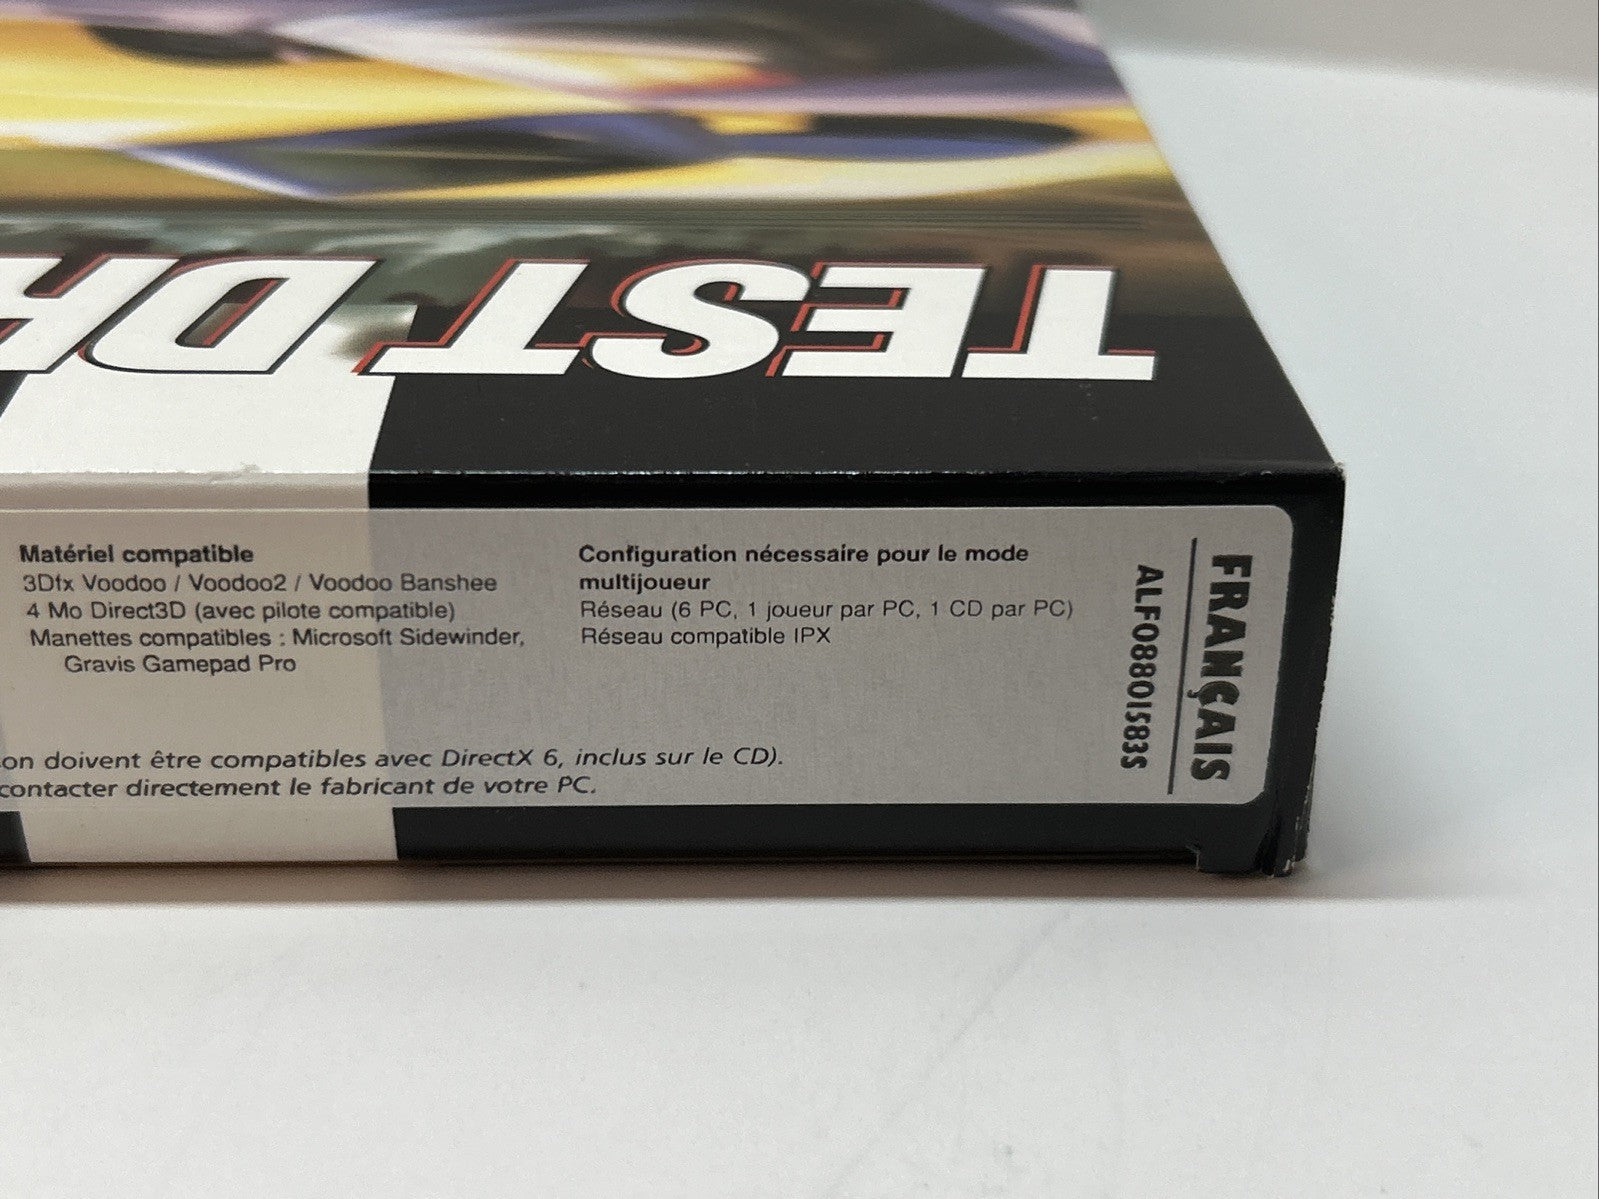 TEST DR
Matériel compatible
3Dfx Voodoo / Voodoo2 / Voodoo Banshee
4 Mo Direct3D (avec pilote compatible)
Manettes compatibles : Microsoft Sidewinder,
Gravis Gamepad Pro
Configuration nécessaire pour le mode
multijoueur
Réseau (6 PC, 1 joueur par PC, 1 CD par PC)
Réseau compatible IPX
on doivent être compatibles avec DirectX 6, inclus sur le CD).
contacter directement le fabricant de votre PC.
FRANÇAIS
ALF08801583S